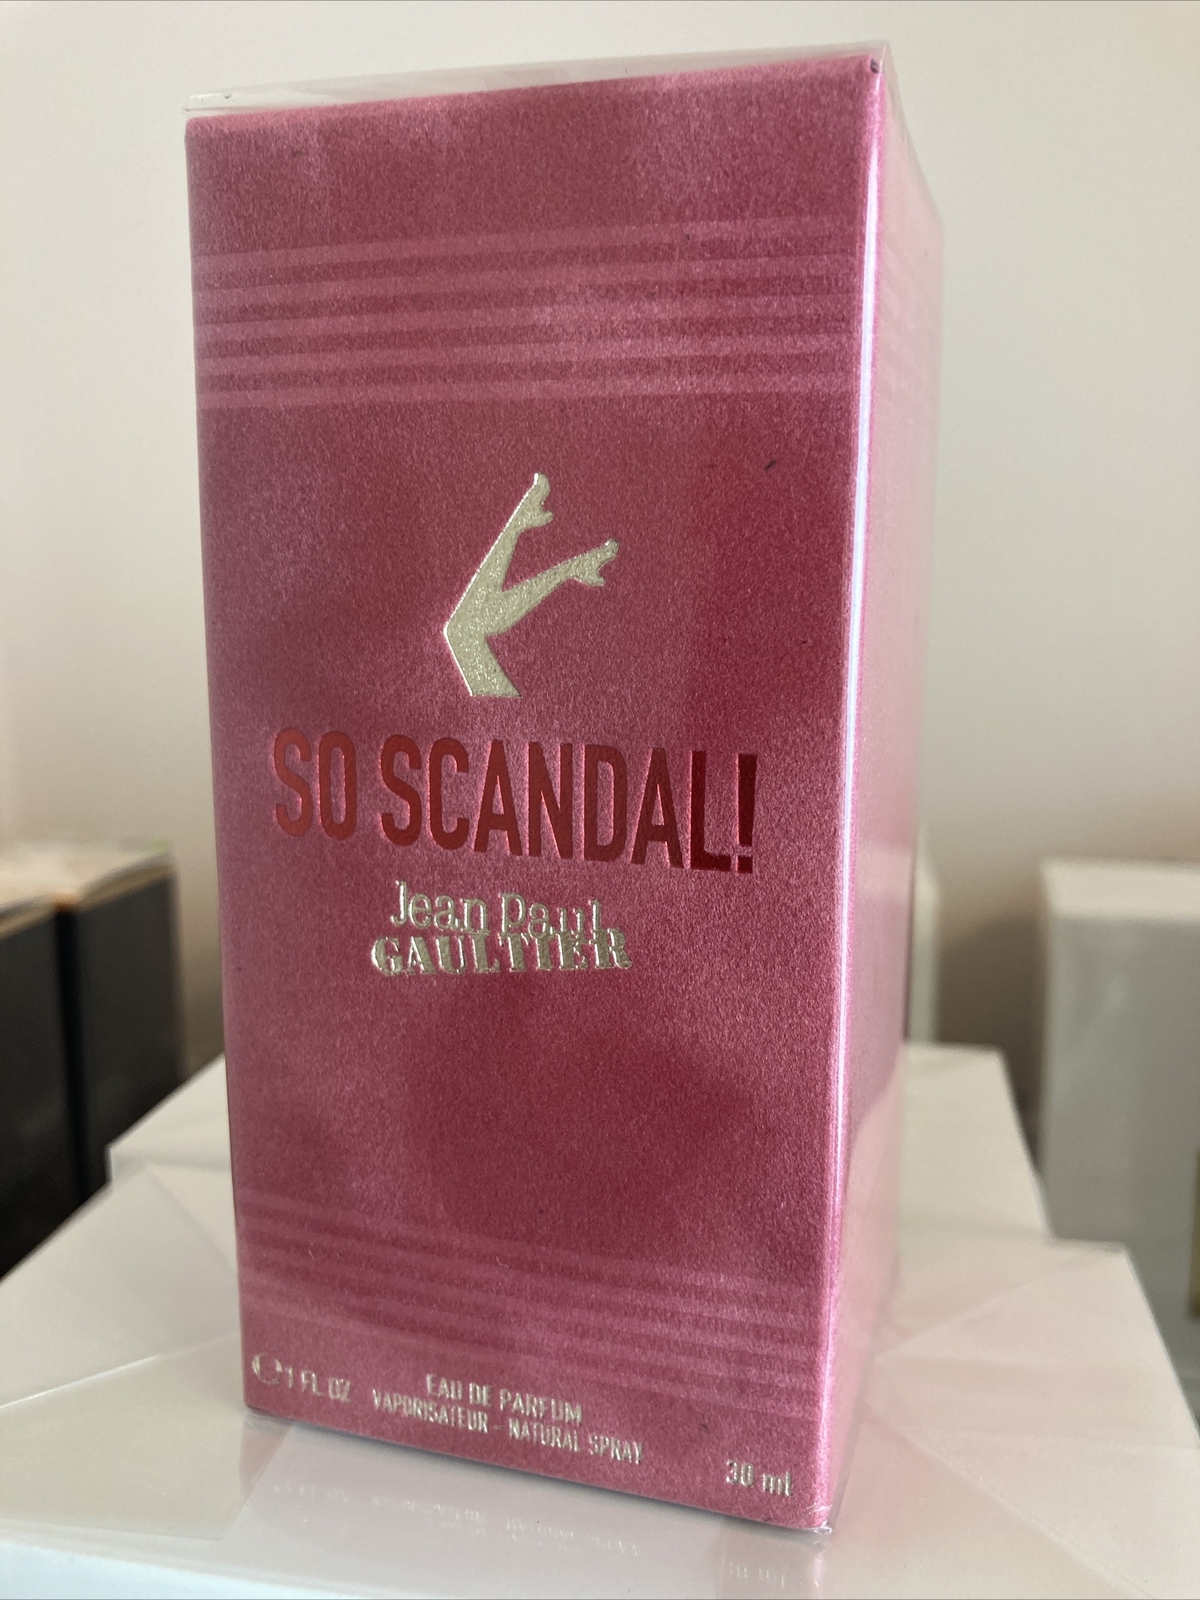 SO SCANDAL!
Jean Paul
GAULTIER
℮ 1 FL OZ
EAU DE PARFUM
VAPORISATEUR - NATURAL SPRAY
30 ml